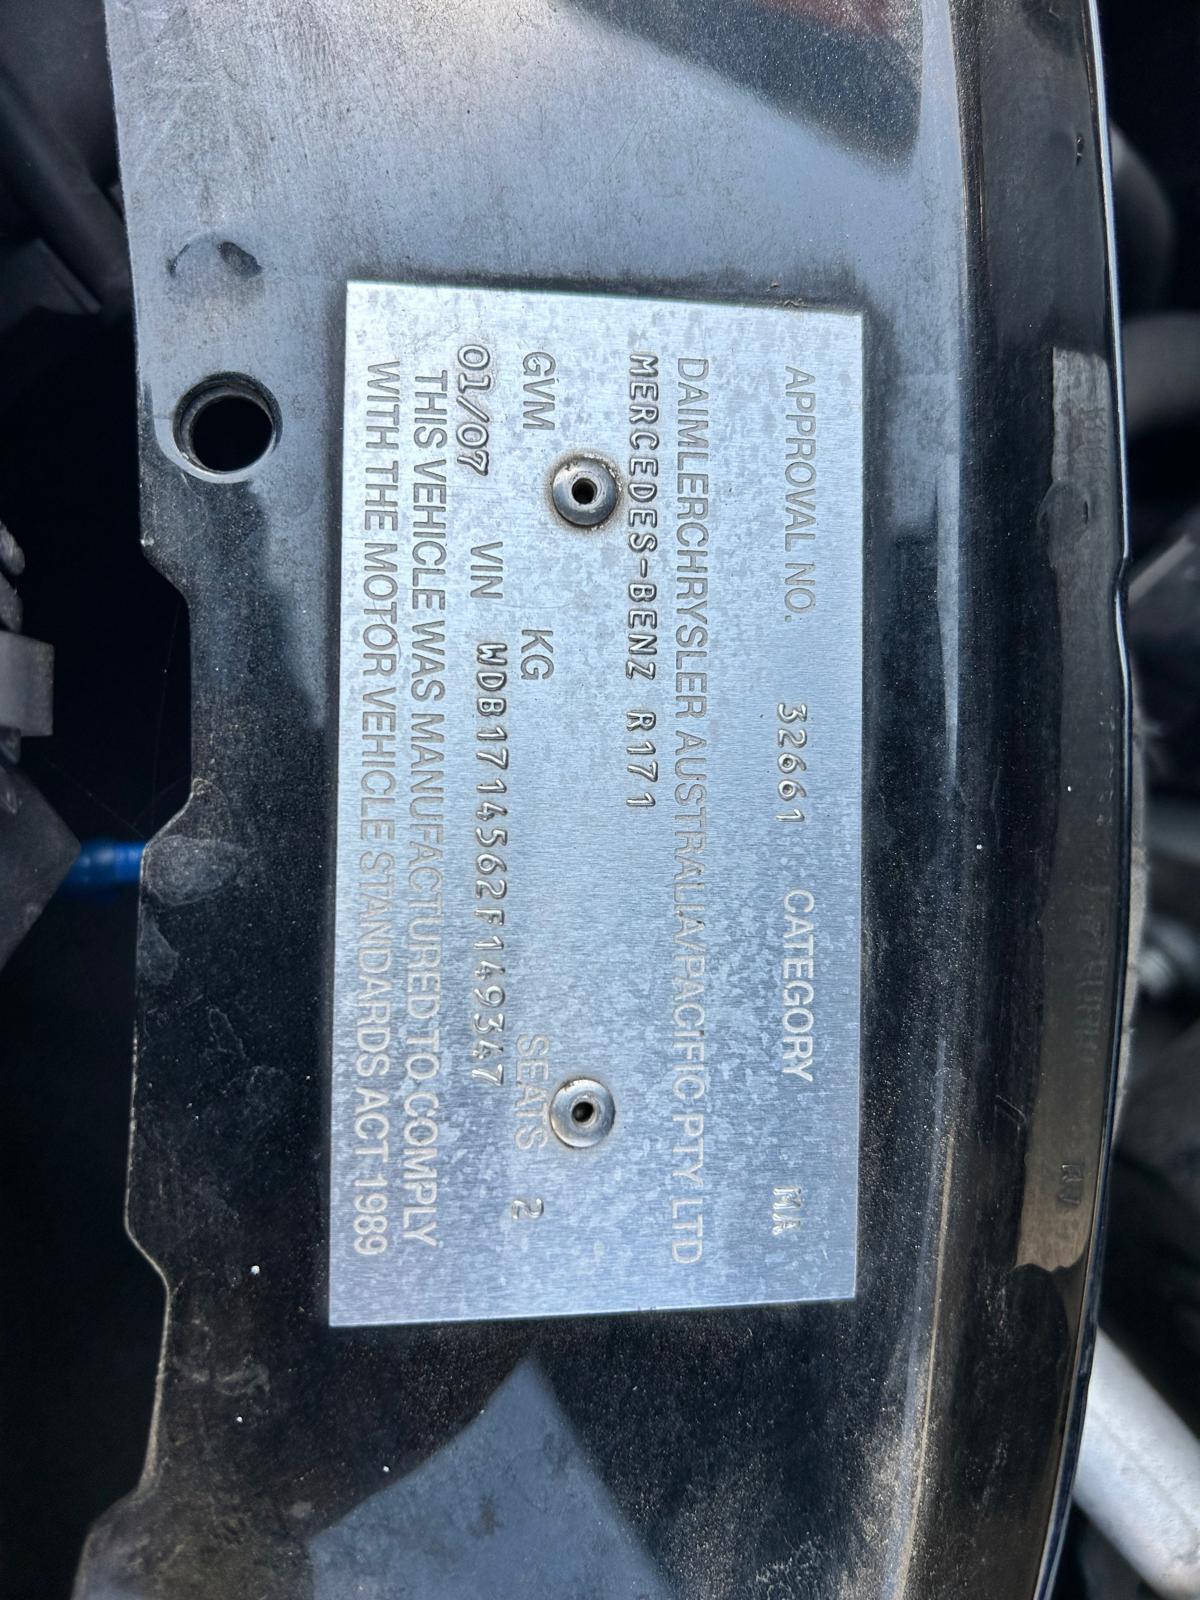 APPROVAL NO. 32661 CATEGORY MA
DAIMLERCHRYSLER AUSTRALIA/PACIFIC PTY LTD
MERCEDES-BENZ R171
GVM KG SEATS 2
01/07 VIN WDB1714562F149347
THIS VEHICLE WAS MANUFACTURED TO COMPLY
WITH THE MOTOR VEHICLE STANDARDS ACT 1989